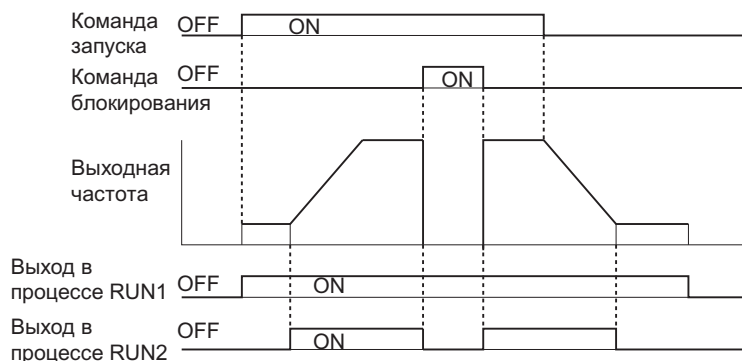 Команда
запуска
OFF
ON
Команда
блокирования
OFF
ON
Выходная
частота
Выход в
процессе RUN1
OFF
ON
Выход в
процессе RUN2
OFF
ON